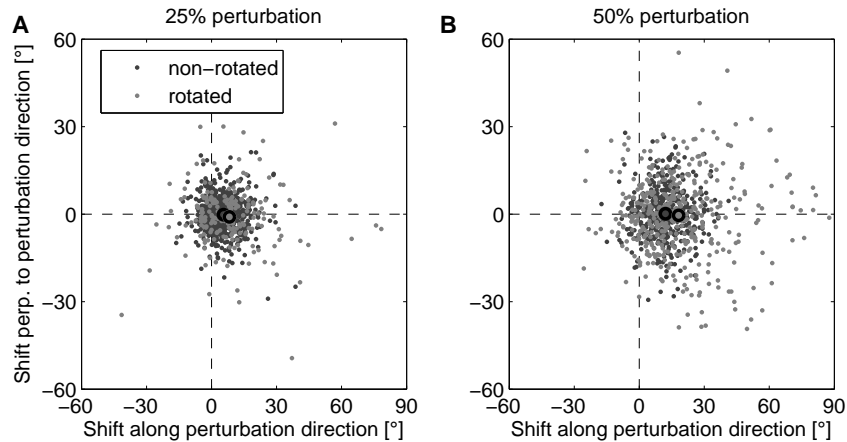 A
25% perturbation
B
50% perturbation
Shift perp. to perturbation direction [°]
60
30
0
−30
−60
non−rotated
rotated
−60
−30
0
30
60
90
Shift along perturbation direction [°]
60
30
0
−30
−60
−60
−30
0
30
60
90
Shift along perturbation direction [°]